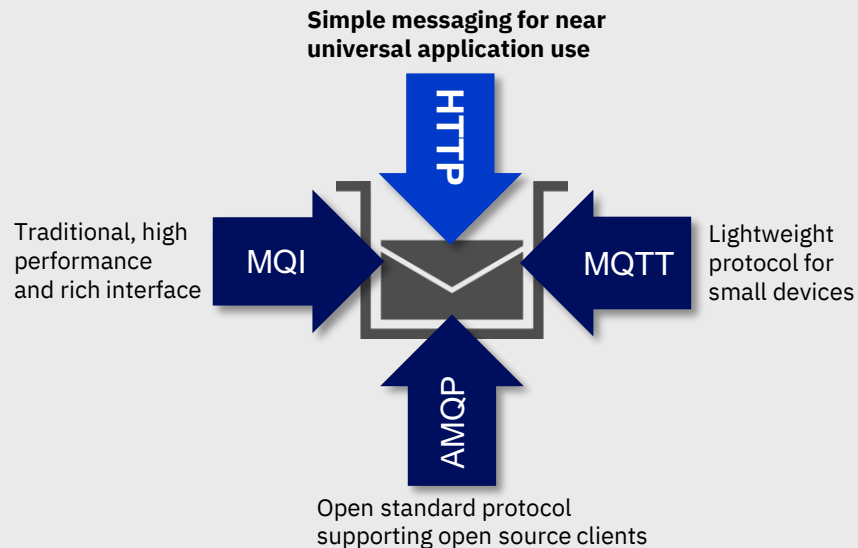 Simple messaging for near
universal application use
HTTP
Traditional, high
performance
and rich interface
MQI
MQTT
Lightweight
protocol for
small devices
AMQP
Open standard protocol
supporting open source clients